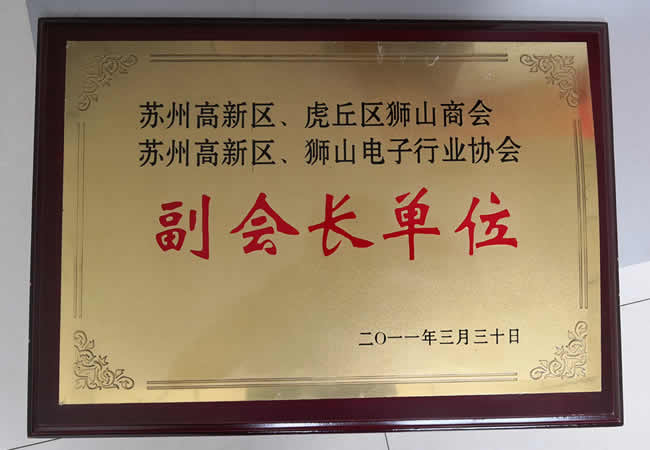 苏州高新区、虎丘区狮山商会
苏州高新区、狮山电子行业协会
副会长单位
二〇一一年三月三十日